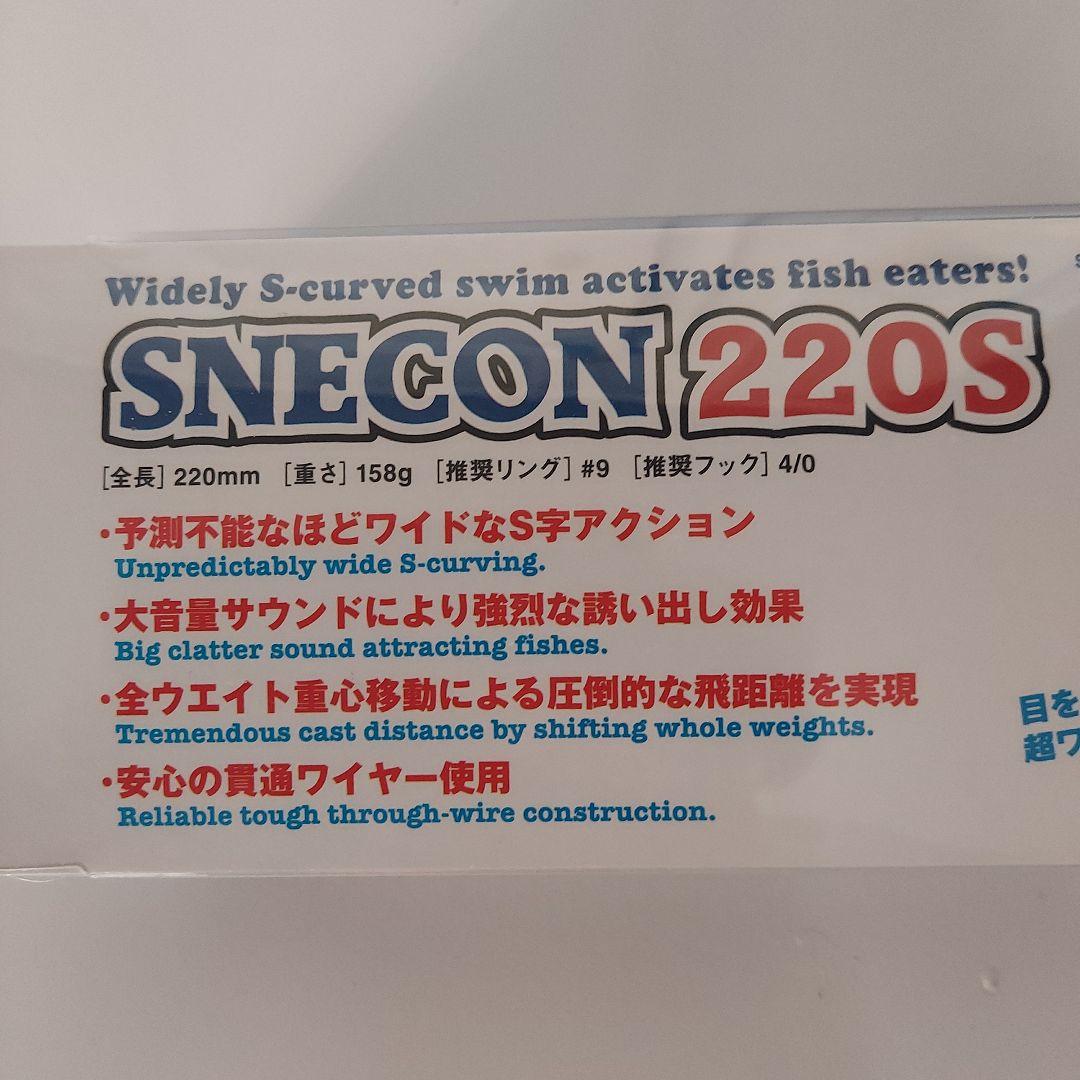 Widely S-curved swim activates fish eaters!
SNECON 220S
[全長] 220mm [重さ] 158g [推奨リング] #9 [推奨フック] 4/0
・予測不能なほどワイドなS字アクション
Unpredictably wide S-curving.
・大音量サウンドにより強烈な誘い出し効果
Big clatter sound attracting fishes.
・全ウエイト重心移動による圧倒的な飛距離を実現
Tremendous cast distance by shifting whole weights.
・安心の貫通ワイヤー使用
Reliable tough through-wire construction.
目を
超ワ